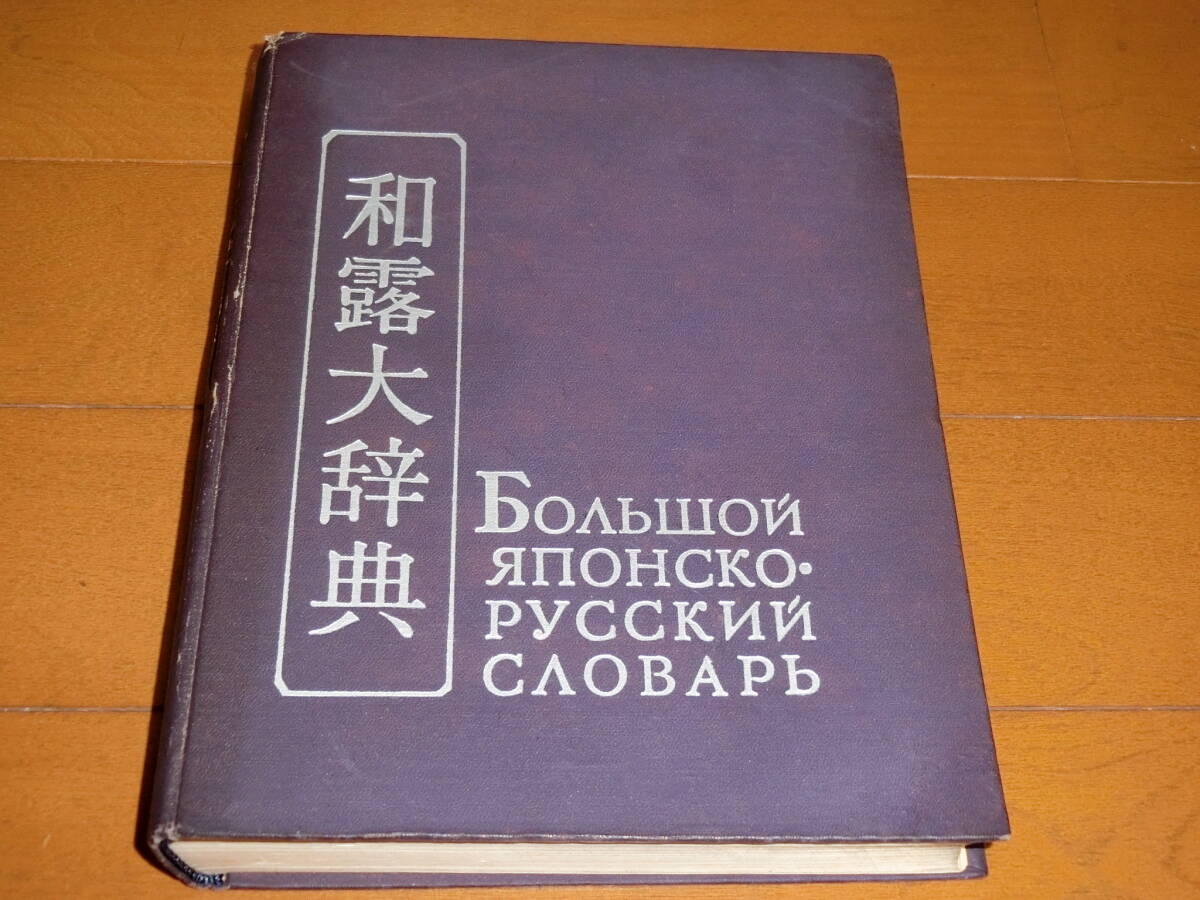 和露大辞典
Большой
японско-
русский
словарь